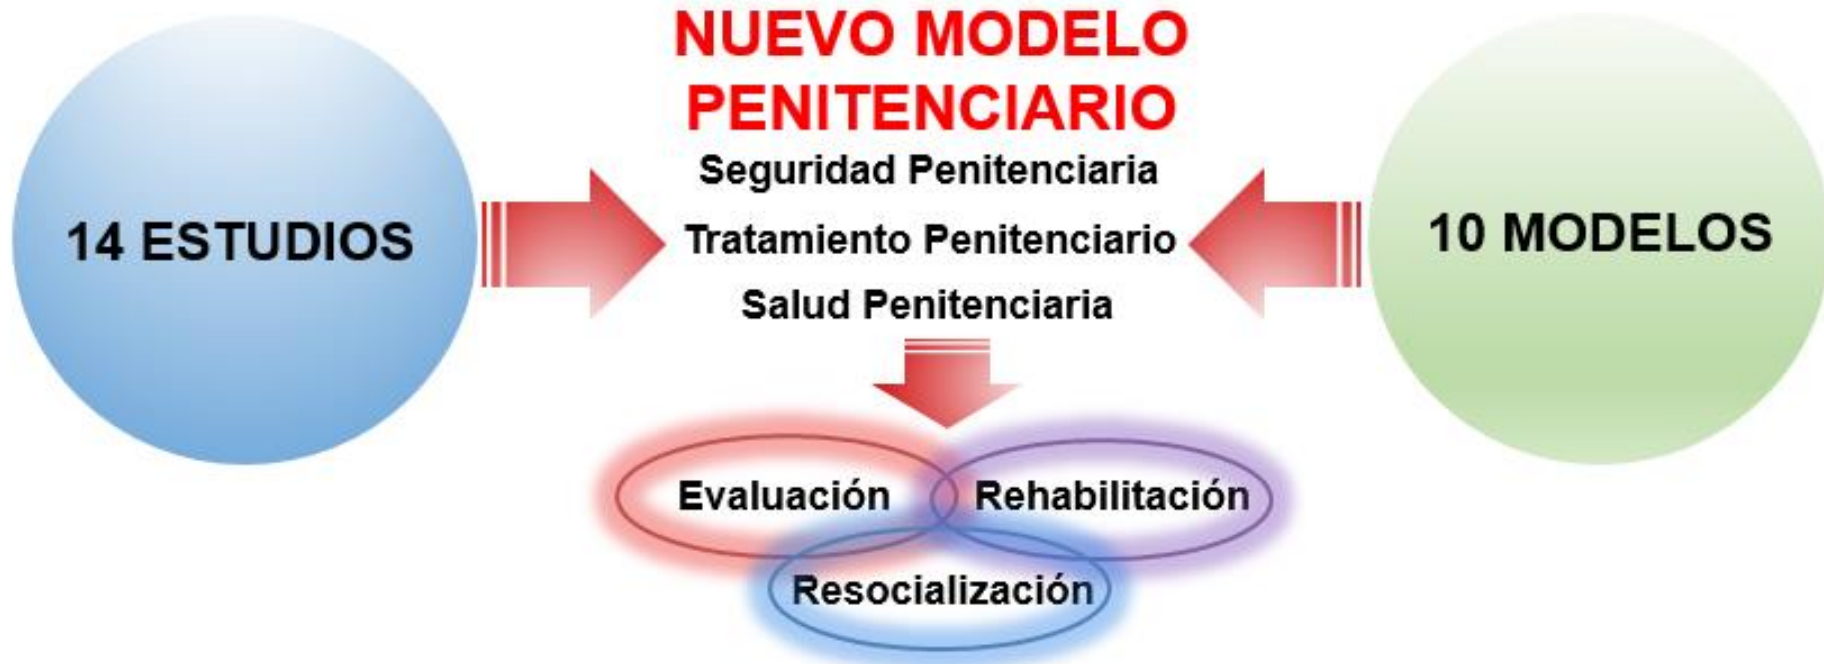 NUEVO MODELO
PENITENCIARIO
Seguridad Penitenciaria
14 ESTUDIOS
Tratamiento Penitenciario
10 MODELOS
Salud Penitenciaria
Evaluación
Rehabilitación
Resocialización